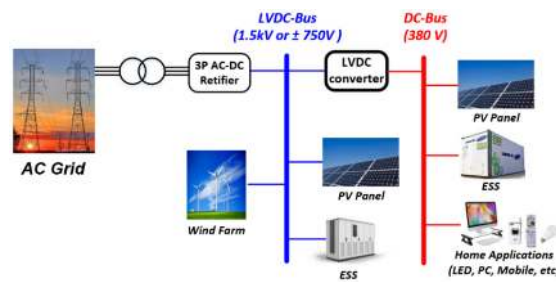 LVDC-Bus
(1.5kV or ± 750V )
DC-Bus
(380 V)
3P AC-DC
Retifier
LVDC
converter
AC Grid
PV Panel
Wind Farm
PV Panel
ESS
ESS
Home Applications
(LED, PC, Mobile, etc